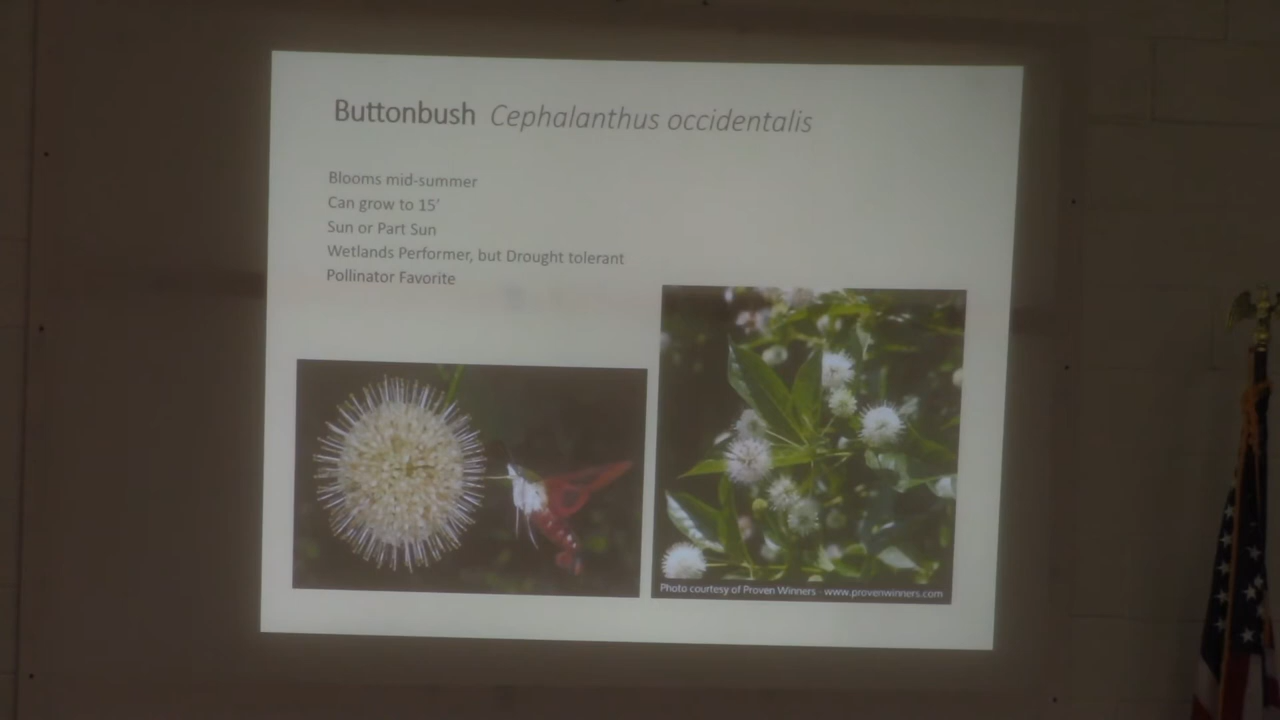 Buttonbush Cephalanthus occidentalis
Blooms mid-summer
Can grow to 15'
Sun or Part Sun
Wetlands Performer, but Drought tolerant
Pollinator Favorite
Photo courtesy of Proven Winners - www.provenwinners.com